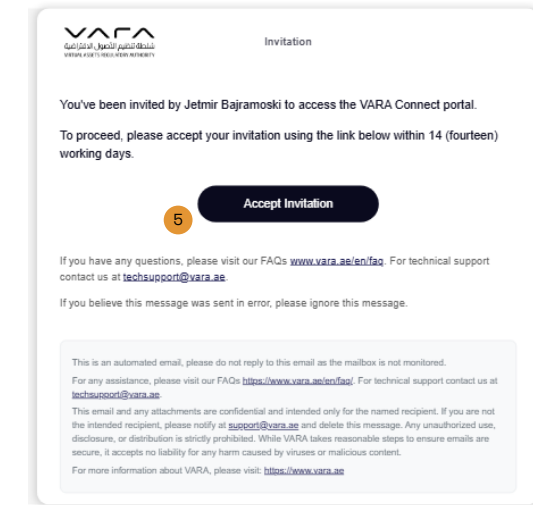 VARA
سلطة تنظيم الأصول الافتراضية
VIRTUAL ASSETS REGULATORY AUTHORITY
Invitation
You've been invited by Jetmir Bajramoski to access the VARA Connect portal.
To proceed, please accept your invitation using the link below within 14 (fourteen)
working days.
5
Accept Invitation
If you have any questions, please visit our FAQs www.vara.ae/en/faq. For technical support
contact us at techsupport@vara.ae.
If you believe this message was sent in error, please ignore this message.
This is an automated email, please do not reply to this email as the mailbox is not monitored.
For any assistance, please visit our FAQs https://www.vara.ae/en/faq/. For technical support contact us at
techsupport@vara.ae.
This email and any attachments are confidential and intended only for the named recipient. If you are not
the intended recipient, please notify at support@vara.ae and delete this message. Any unauthorized use,
disclosure, or distribution is strictly prohibited. While VARA takes reasonable steps to ensure emails are
secure, it accepts no liability for any harm caused by viruses or malicious content.
For more information about VARA, please visit: https://www.vara.ae